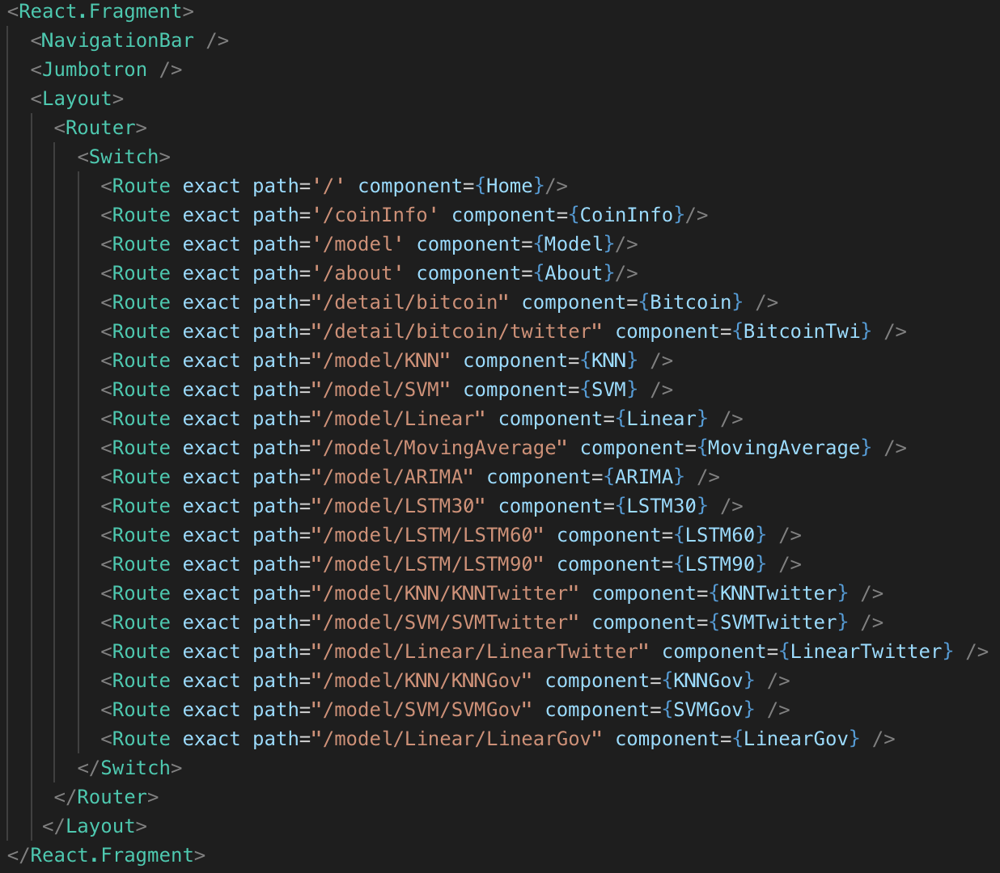 <React.Fragment>
<NavigationBar />
<Jumbotron />
<Layout>
<Router>
<Switch>
<Route exact path='/' component={Home}/>
<Route exact path='/coinInfo' component={CoinInfo}/>
<Route exact path='/model' component={Model}/>
<Route exact path='/about' component={About}/>
<Route exact path="/detail/bitcoin" component={Bitcoin} />
<Route exact path="/detail/bitcoin/twitter" component={BitcoinTwi} />
<Route exact path="/model/KNN" component={KNN} />
<Route exact path="/model/SVM" component={SVM} />
<Route exact path="/model/Linear" component={Linear} />
<Route exact path="/model/MovingAverage" component={MovingAverage} />
<Route exact path="/model/ARIMA" component={ARIMA} />
<Route exact path="/model/LSTM30" component={LSTM30} />
<Route exact path="/model/LSTM/LSTM60" component={LSTM60} />
<Route exact path="/model/LSTM/LSTM90" component={LSTM90} />
<Route exact path="/model/KNN/KNNTwitter" component={KNNTwitter} />
<Route exact path="/model/SVM/SVMTwitter" component={SVMTwitter} />
<Route exact path="/model/Linear/LinearTwitter" component={LinearTwitter} />
<Route exact path="/model/KNN/KNNGov" component={KNNGov} />
<Route exact path="/model/SVM/SVMGov" component={SVMGov} />
<Route exact path="/model/Linear/LinearGov" component={LinearGov} />
</Switch>
</Router>
</Layout>
</React.Fragment>